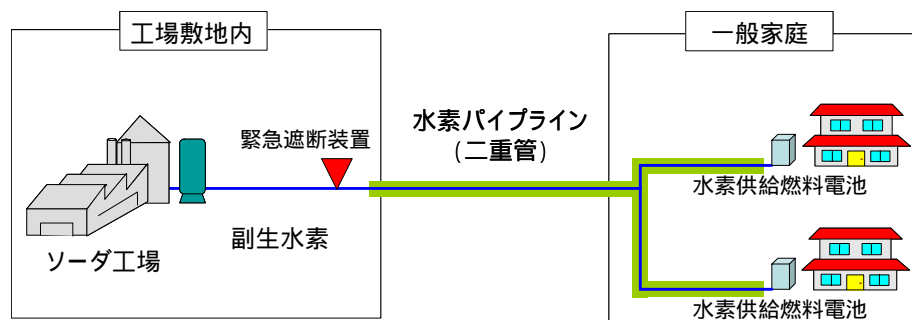 工場敷地内
一般家庭
緊急遮断装置
水素パイプライン
(二重管)
水素供給燃料電池
副生水素
ソーダ工場
水素供給燃料電池